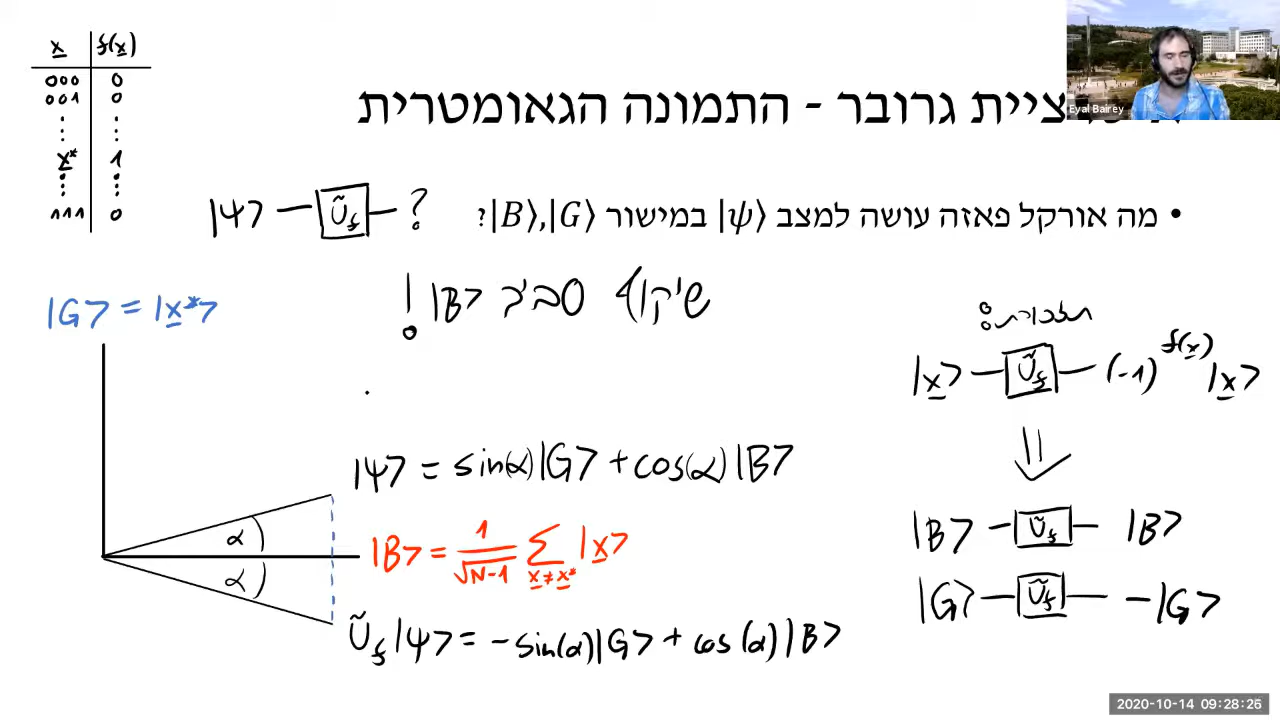 x f(x)
000 0
001 0
x* 1
111 0
גרובר - התמונה הגאומטרית
Eyal Bairey
• מה אורקל פאזה עושה למצב |ψ⟩ במישור |B⟩,|G⟩?
|ψ⟩ — Ũf — ?
שיקוף סביב |B⟩ !
|G⟩ = |x*⟩
תזכורת:
|x⟩ — Ũf — (-1)^f(x) |x⟩
⇓
|ψ⟩ = sin(α)|G⟩ + cos(α)|B⟩
|B⟩ — Ũf — |B⟩
α
|B⟩ = 1/√N-1 ∑ x≠x* |x⟩
α
|G⟩ — Ũf — -|G⟩
Ũf|ψ⟩ = -sin(α)|G⟩ + cos(α)|B⟩
2020-10-14 09:28:26